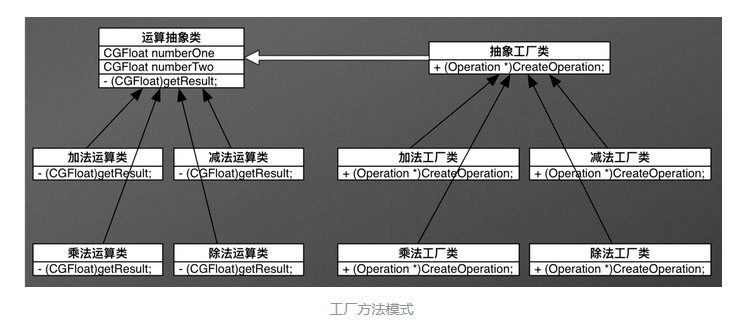 运算抽象类
CGFloat numberOne
CGFloat numberTwo
- (CGFloat)getResult;
抽象工厂类
+ (Operation *)CreateOperation;
加法运算类
- (CGFloat)getResult;
减法运算类
- (CGFloat)getResult;
加法工厂类
+ (Operation *)CreateOperation;
减法工厂类
+ (Operation *)CreateOperation;
乘法运算类
- (CGFloat)getResult;
除法运算类
- (CGFloat)getResult;
乘法工厂类
+ (Operation *)CreateOperation;
除法工厂类
+ (Operation *)CreateOperation;
工厂方法模式